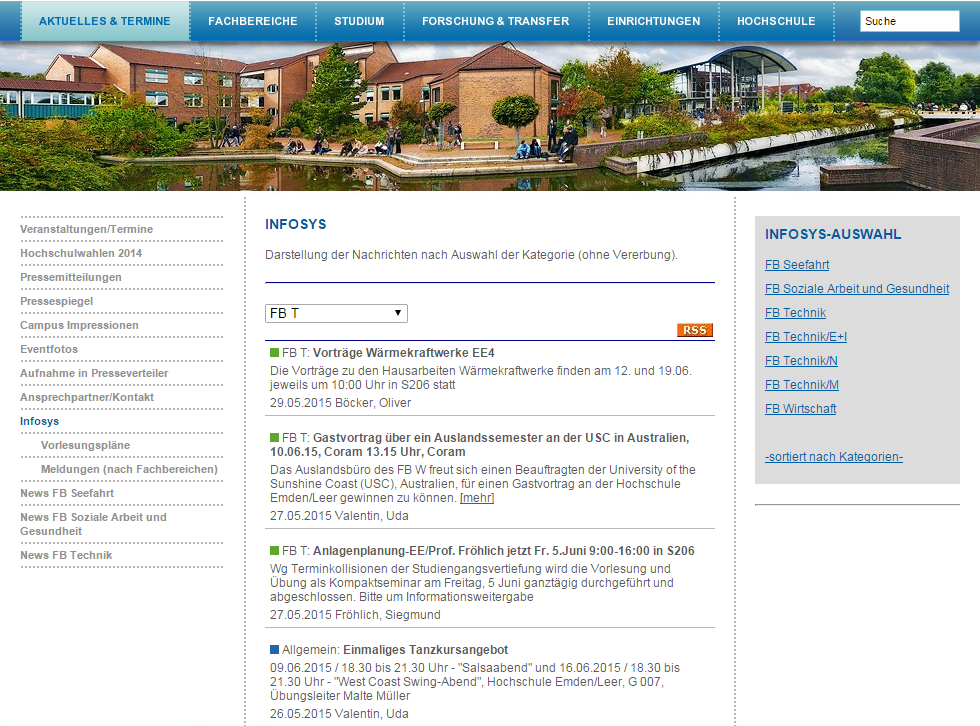 AKTUELLES & TERMINE
FACHBEREICHE
STUDIUM
FORSCHUNG & TRANSFER
EINRICHTUNGEN
HOCHSCHULE
Suche
Veranstaltungen/Termine
Hochschulwahlen 2014
Pressemitteilungen
Pressespiegel
Campus Impressionen
Eventfotos
Aufnahme in Presseverteiler
Ansprechpartner/Kontakt
Infosys
Vorlesungspläne
Meldungen (nach Fachbereichen)
News FB Seefahrt
News FB Soziale Arbeit und
Gesundheit
News FB Technik
INFOSYS
Darstellung der Nachrichten nach Auswahl der Kategorie (ohne Vererbung).
FB T
RSS
FB T: Vorträge Wärmekraftwerke EE4
Die Vorträge zu den Hausarbeiten Wärmekraftwerke finden am 12. und 19.06.
jeweils um 10:00 Uhr in S206 statt
29.05.2015 Böcker, Oliver
FB T: Gastvortrag über ein Auslandssemester an der USC in Australien,
10.06.15, Coram 13.15 Uhr, Coram
Das Auslandsbüro des FB W freut sich einen Beauftragten der University of the
Sunshine Coast (USC), Australien, für einen Gastvortrag an der Hochschule
Emden/Leer gewinnen zu können. [mehr]
27.05.2015 Valentin, Uda
FB T: Anlagenplanung-EE/Prof. Fröhlich jetzt Fr. 5.Juni 9:00-16:00 in S206
Wg Terminkollisionen der Studiengangsvertiefung wird die Vorlesung und
Übung als Kompaktseminar am Freitag, 5 Juni ganztägig durchgeführt und
abgeschlossen. Bitte um Informationsweitergabe
27.05.2015 Fröhlich, Siegmund
Allgemein: Einmaliges Tanzkursangebot
09.06.2015 / 18.30 bis 21.30 Uhr - "Salsaabend" und 16.06.2015 / 18.30 bis
21.30 Uhr - "West Coast Swing-Abend", Hochschule Emden/Leer, G 007,
Übungsleiter Malte Müller
26.05.2015 Valentin, Uda
INFOSYS-AUSWAHL
FB Seefahrt
FB Soziale Arbeit und Gesundheit
FB Technik
FB Technik/E+I
FB Technik/N
FB Technik/M
FB Wirtschaft
-sortiert nach Kategorien-